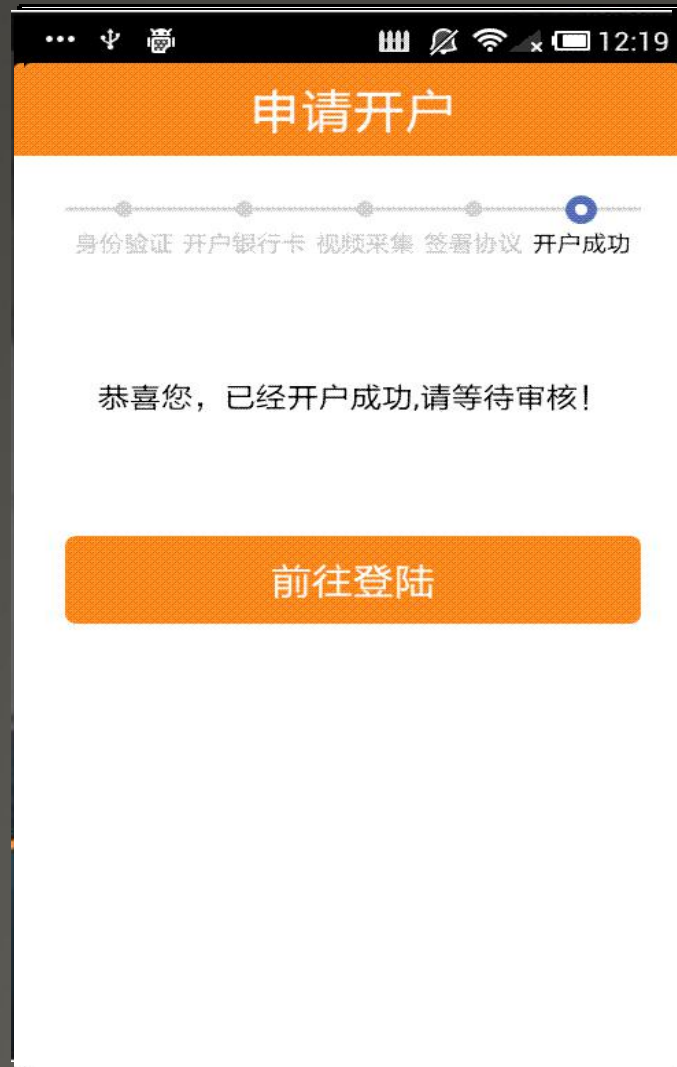 12:19
申请开户
身份验证 开户银行卡 视频采集 签署协议 开户成功
恭喜您，已经开户成功,请等待审核！
前往登陆